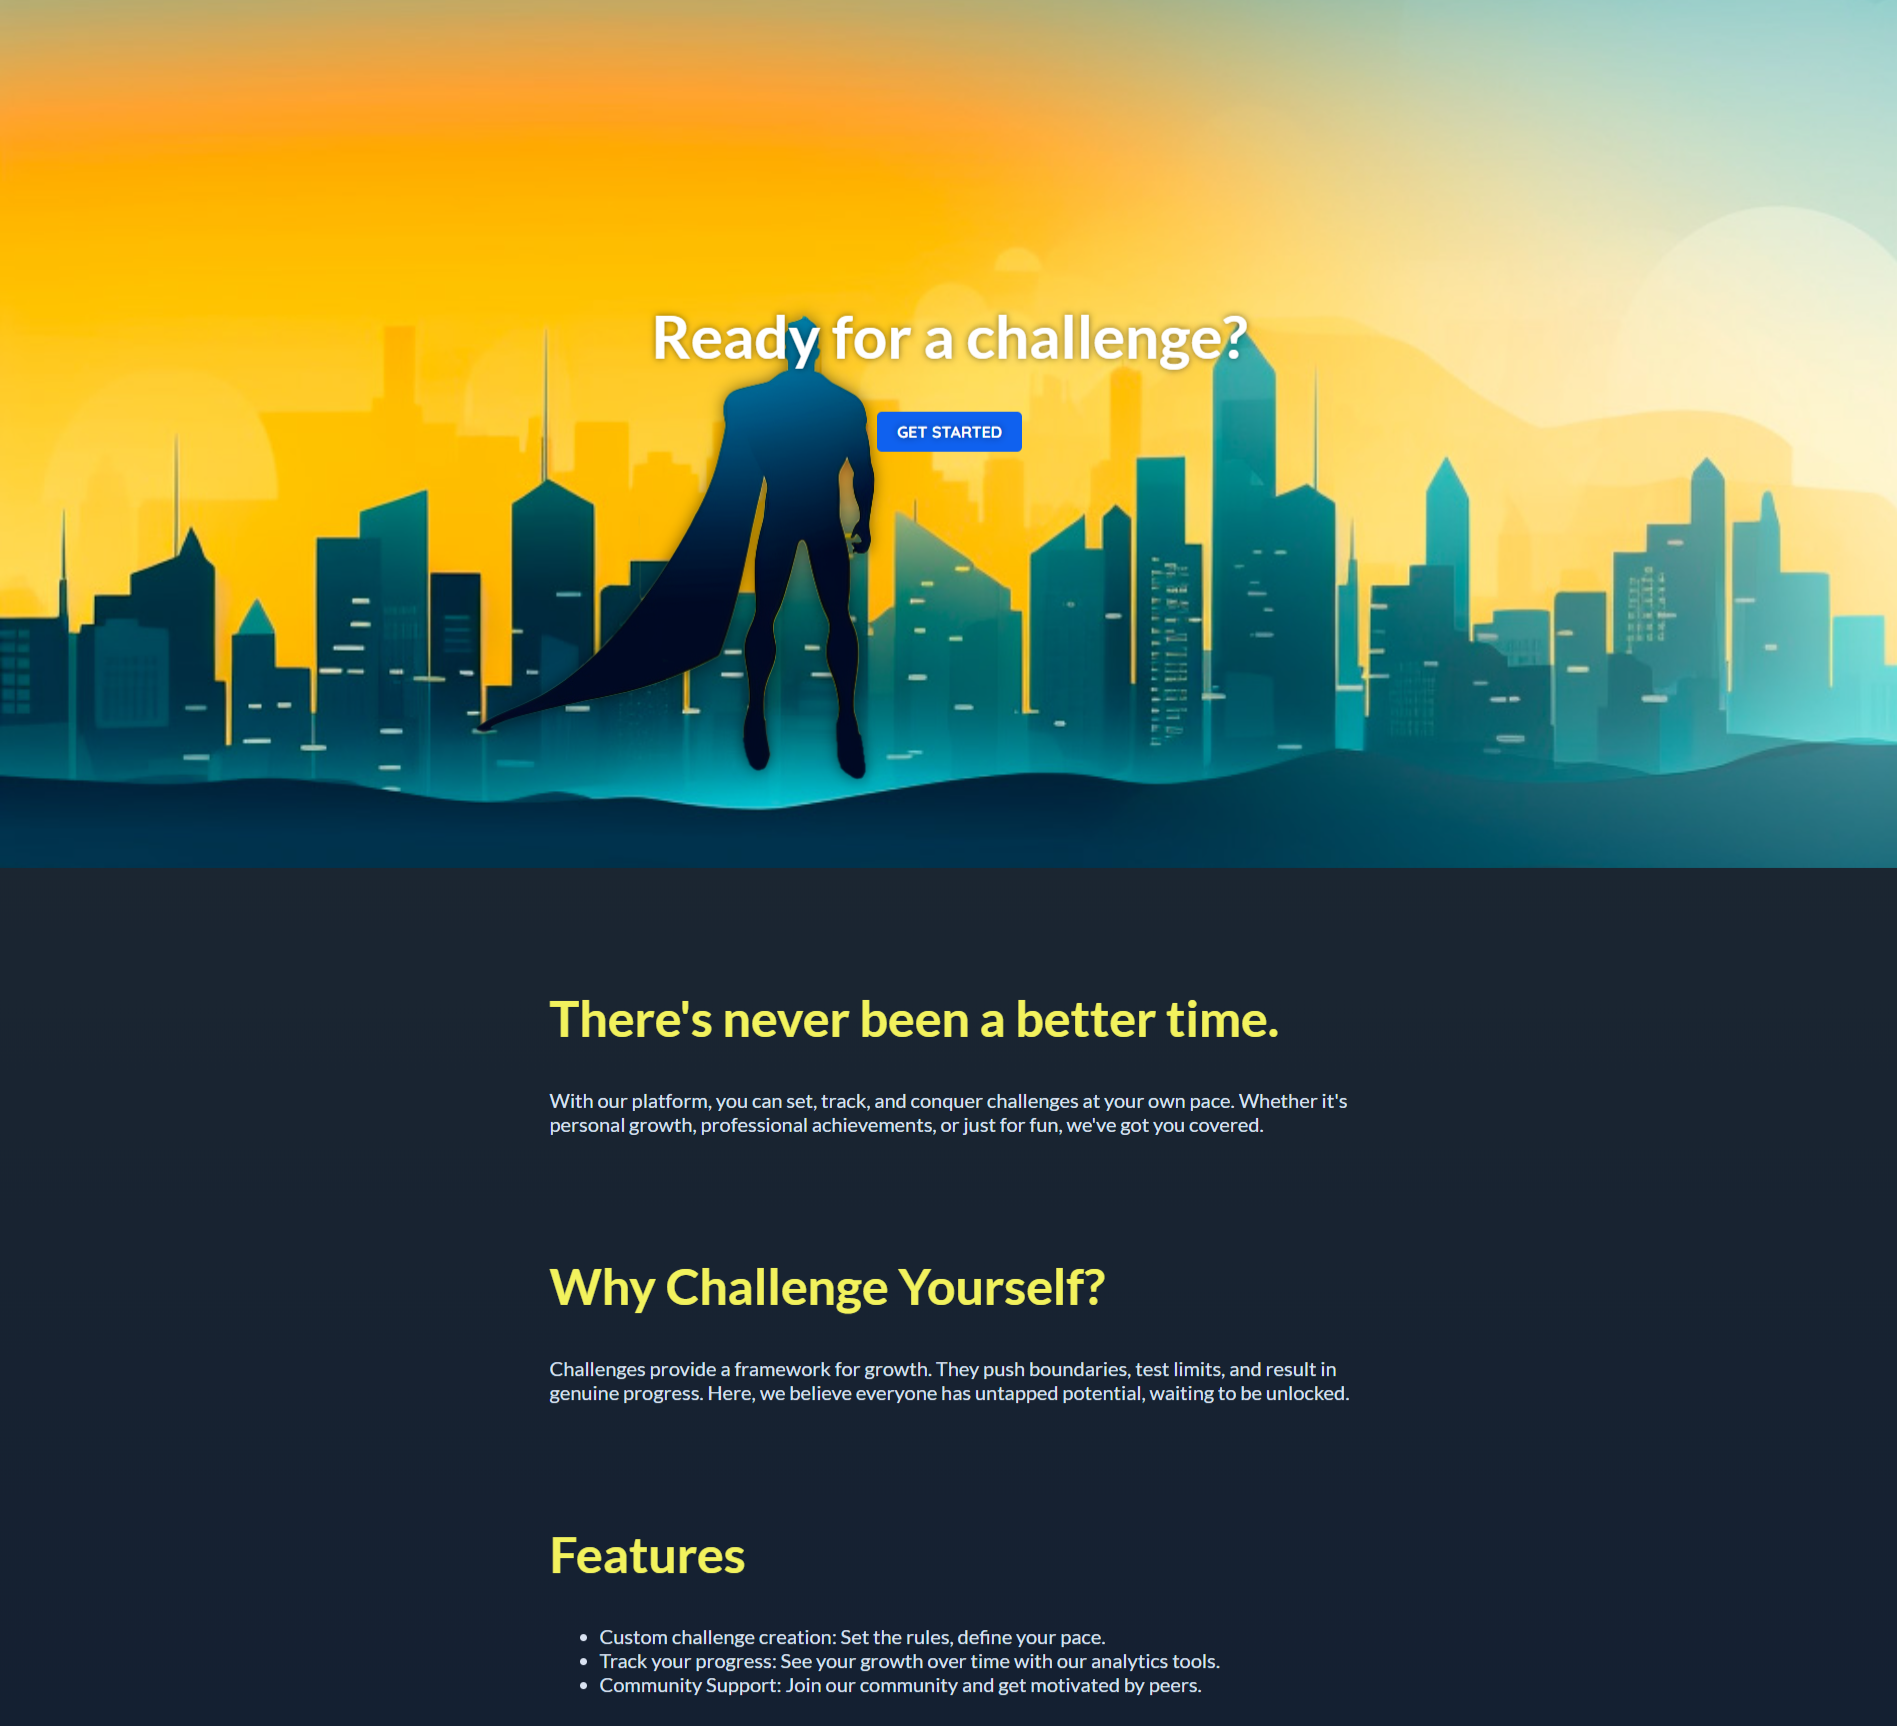 Ready for a challenge?
GET STARTED
There's never been a better time.
With our platform, you can set, track, and conquer challenges at your own pace. Whether it's
personal growth, professional achievements, or just for fun, we've got you covered.
Why Challenge Yourself?
Challenges provide a framework for growth. They push boundaries, test limits, and result in
genuine progress. Here, we believe everyone has untapped potential, waiting to be unlocked.
Features
• Custom challenge creation: Set the rules, define your pace.
• Track your progress: See your growth over time with our analytics tools.
• Community Support: Join our community and get motivated by peers.